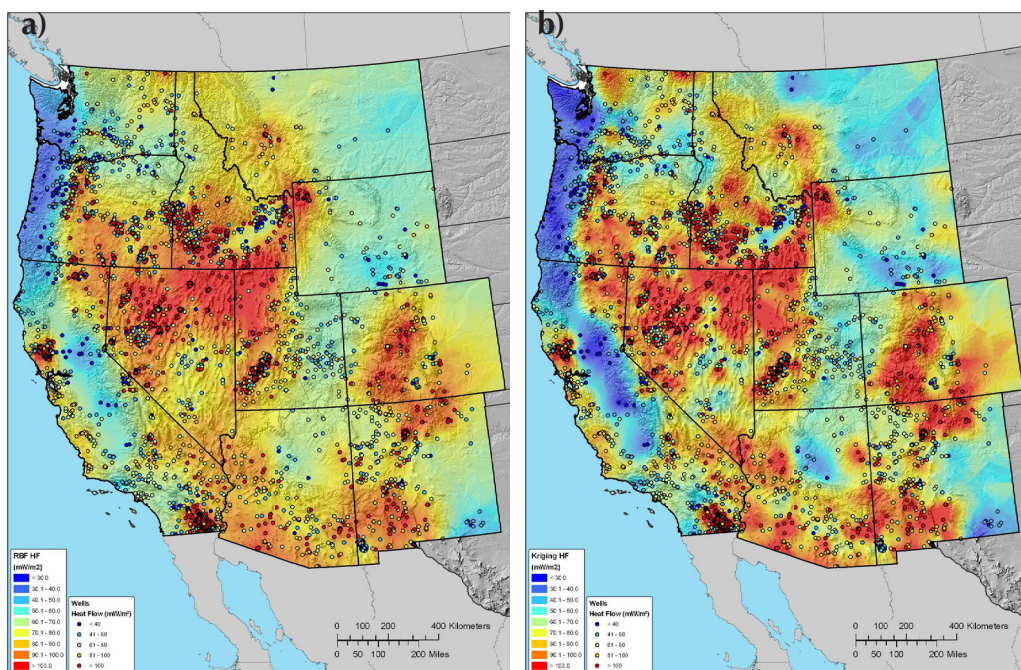 a)
RBF HF
(mW/m2)
< 30.0
30.1 - 40.0
40.1 - 50.0
50.1 - 60.0
60.1 - 70.0
70.1 - 80.0
80.1 - 90.0
90.1 - 100.0
> 100.0
Wells
Heat Flow (mW/m²)
< 40
41 - 60
61 - 80
81 - 100
> 100
0 50 100 200 400 Kilometers
0 50 100 200 Miles
b)
Kriging HF
(mW/m2)
< 30.0
30.1 - 40.0
40.1 - 50.0
50.1 - 60.0
60.1 - 70.0
70.1 - 80.0
80.1 - 90.0
90.1 - 100.0
> 100.0
Wells
Heat Flow (mW/m²)
< 40
41 - 60
61 - 80
81 - 100
> 100
0 50 100 200 400 Kilometers
0 50 100 200 Miles